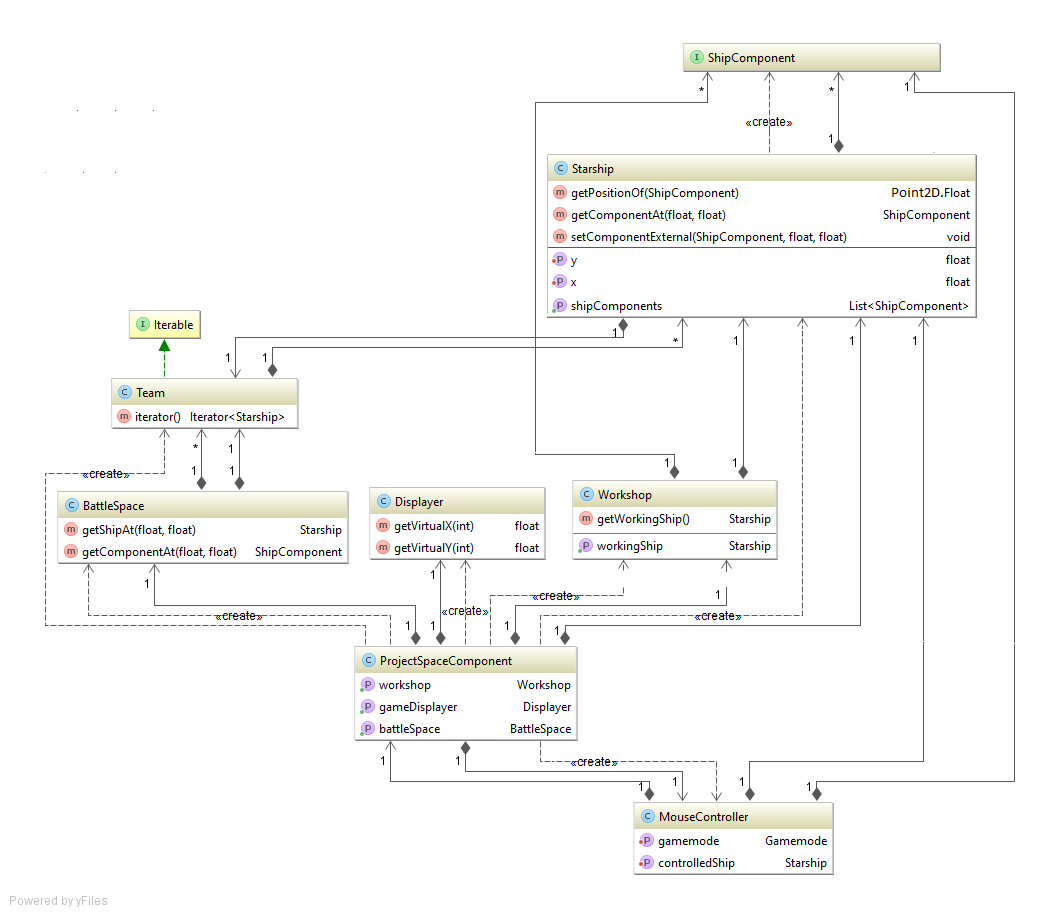 I ShipComponent
* * 1
«create»
1
C Starship
m getPositionOf(ShipComponent) Point2D.Float
m getComponentAt(float, float) ShipComponent
m setComponentExternal(ShipComponent, float, float) void
P y float
P x float
P shipComponents List<ShipComponent>
I Iterable
1 * 1 1 1
1 1
C Team
m iterator() Iterator<Starship>
* 1
«create» 1 1 1 1
C BattleSpace
m getShipAt(float, float) Starship
m getComponentAt(float, float) ShipComponent
C Displayer
m getVirtualX(int) float
m getVirtualY(int) float
C Workshop
m getWorkingShip() Starship
P workingShip Starship
1 1 1
«create» «create» «create» «create»
1 1 1 1
C ProjectSpaceComponent
P workshop Workshop
P gameDisplayer Displayer
P battleSpace BattleSpace
1 1 «create»
1 1 1 1
C MouseController
P gamemode Gamemode
P controlledShip Starship
Powered by yFiles